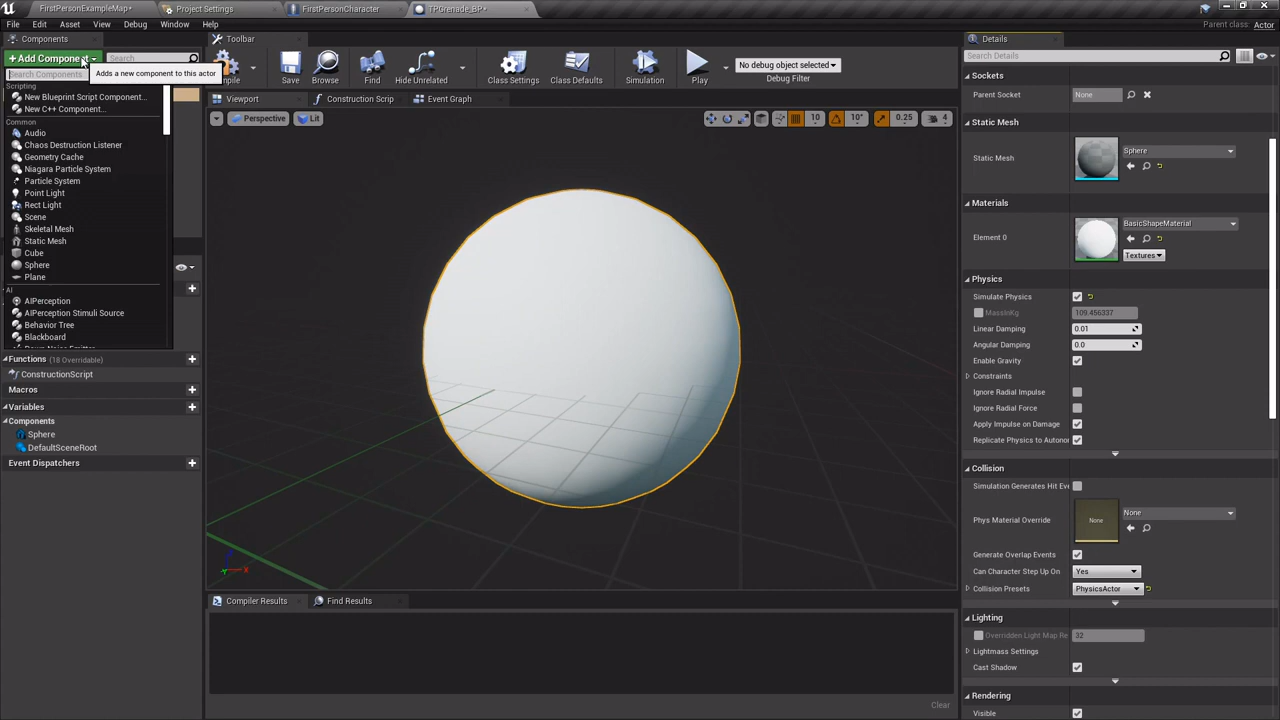 FirstPersonExampleMap*
Project Settings
FirstPersonCharacter
TPGrenade_BP*
File Edit Asset View Debug Window Help
Parent class: Actor
Components
Toolbar
Details
+Add Component
Search
Search Components
Adds a new component to this actor
Save
Browse
Find
Hide Unrelated
Class Settings
Class Defaults
Simulation
Play
No debug object selected
Debug Filter
Search Details
Scripting
New Blueprint Script Component...
New C++ Component...
Common
Audio
Chaos Destruction Listener
Geometry Cache
Niagara Particle System
Particle System
Point Light
Rect Light
Scene
Skeletal Mesh
Static Mesh
Cube
Sphere
Plane
AI
AIPerception
AIPerception Stimuli Source
Behavior Tree
Blackboard
Functions (18 Overridable)
ConstructionScript
Macros
Variables
Components
Sphere
DefaultSceneRoot
Event Dispatchers
Viewport
Construction Scrip
Event Graph
Perspective
Lit
10
10°
0.25
4
Compiler Results
Find Results
Clear
Sockets
Parent Socket None
Static Mesh
Static Mesh Sphere
Materials
Element 0 BasicShapeMaterial
Textures
Physics
Simulate Physics
MassInKg 109.456337
Linear Damping 0.01
Angular Damping 0.0
Enable Gravity
Constraints
Ignore Radial Impulse
Ignore Radial Force
Apply Impulse on Damage
Replicate Physics to Autonor
Collision
Simulation Generates Hit Eve
Phys Material Override None None
Generate Overlap Events
Can Character Step Up On Yes
Collision Presets PhysicsActor
Lighting
Overridden Light Map Re 32
Lightmass Settings
Cast Shadow
Rendering
Visible